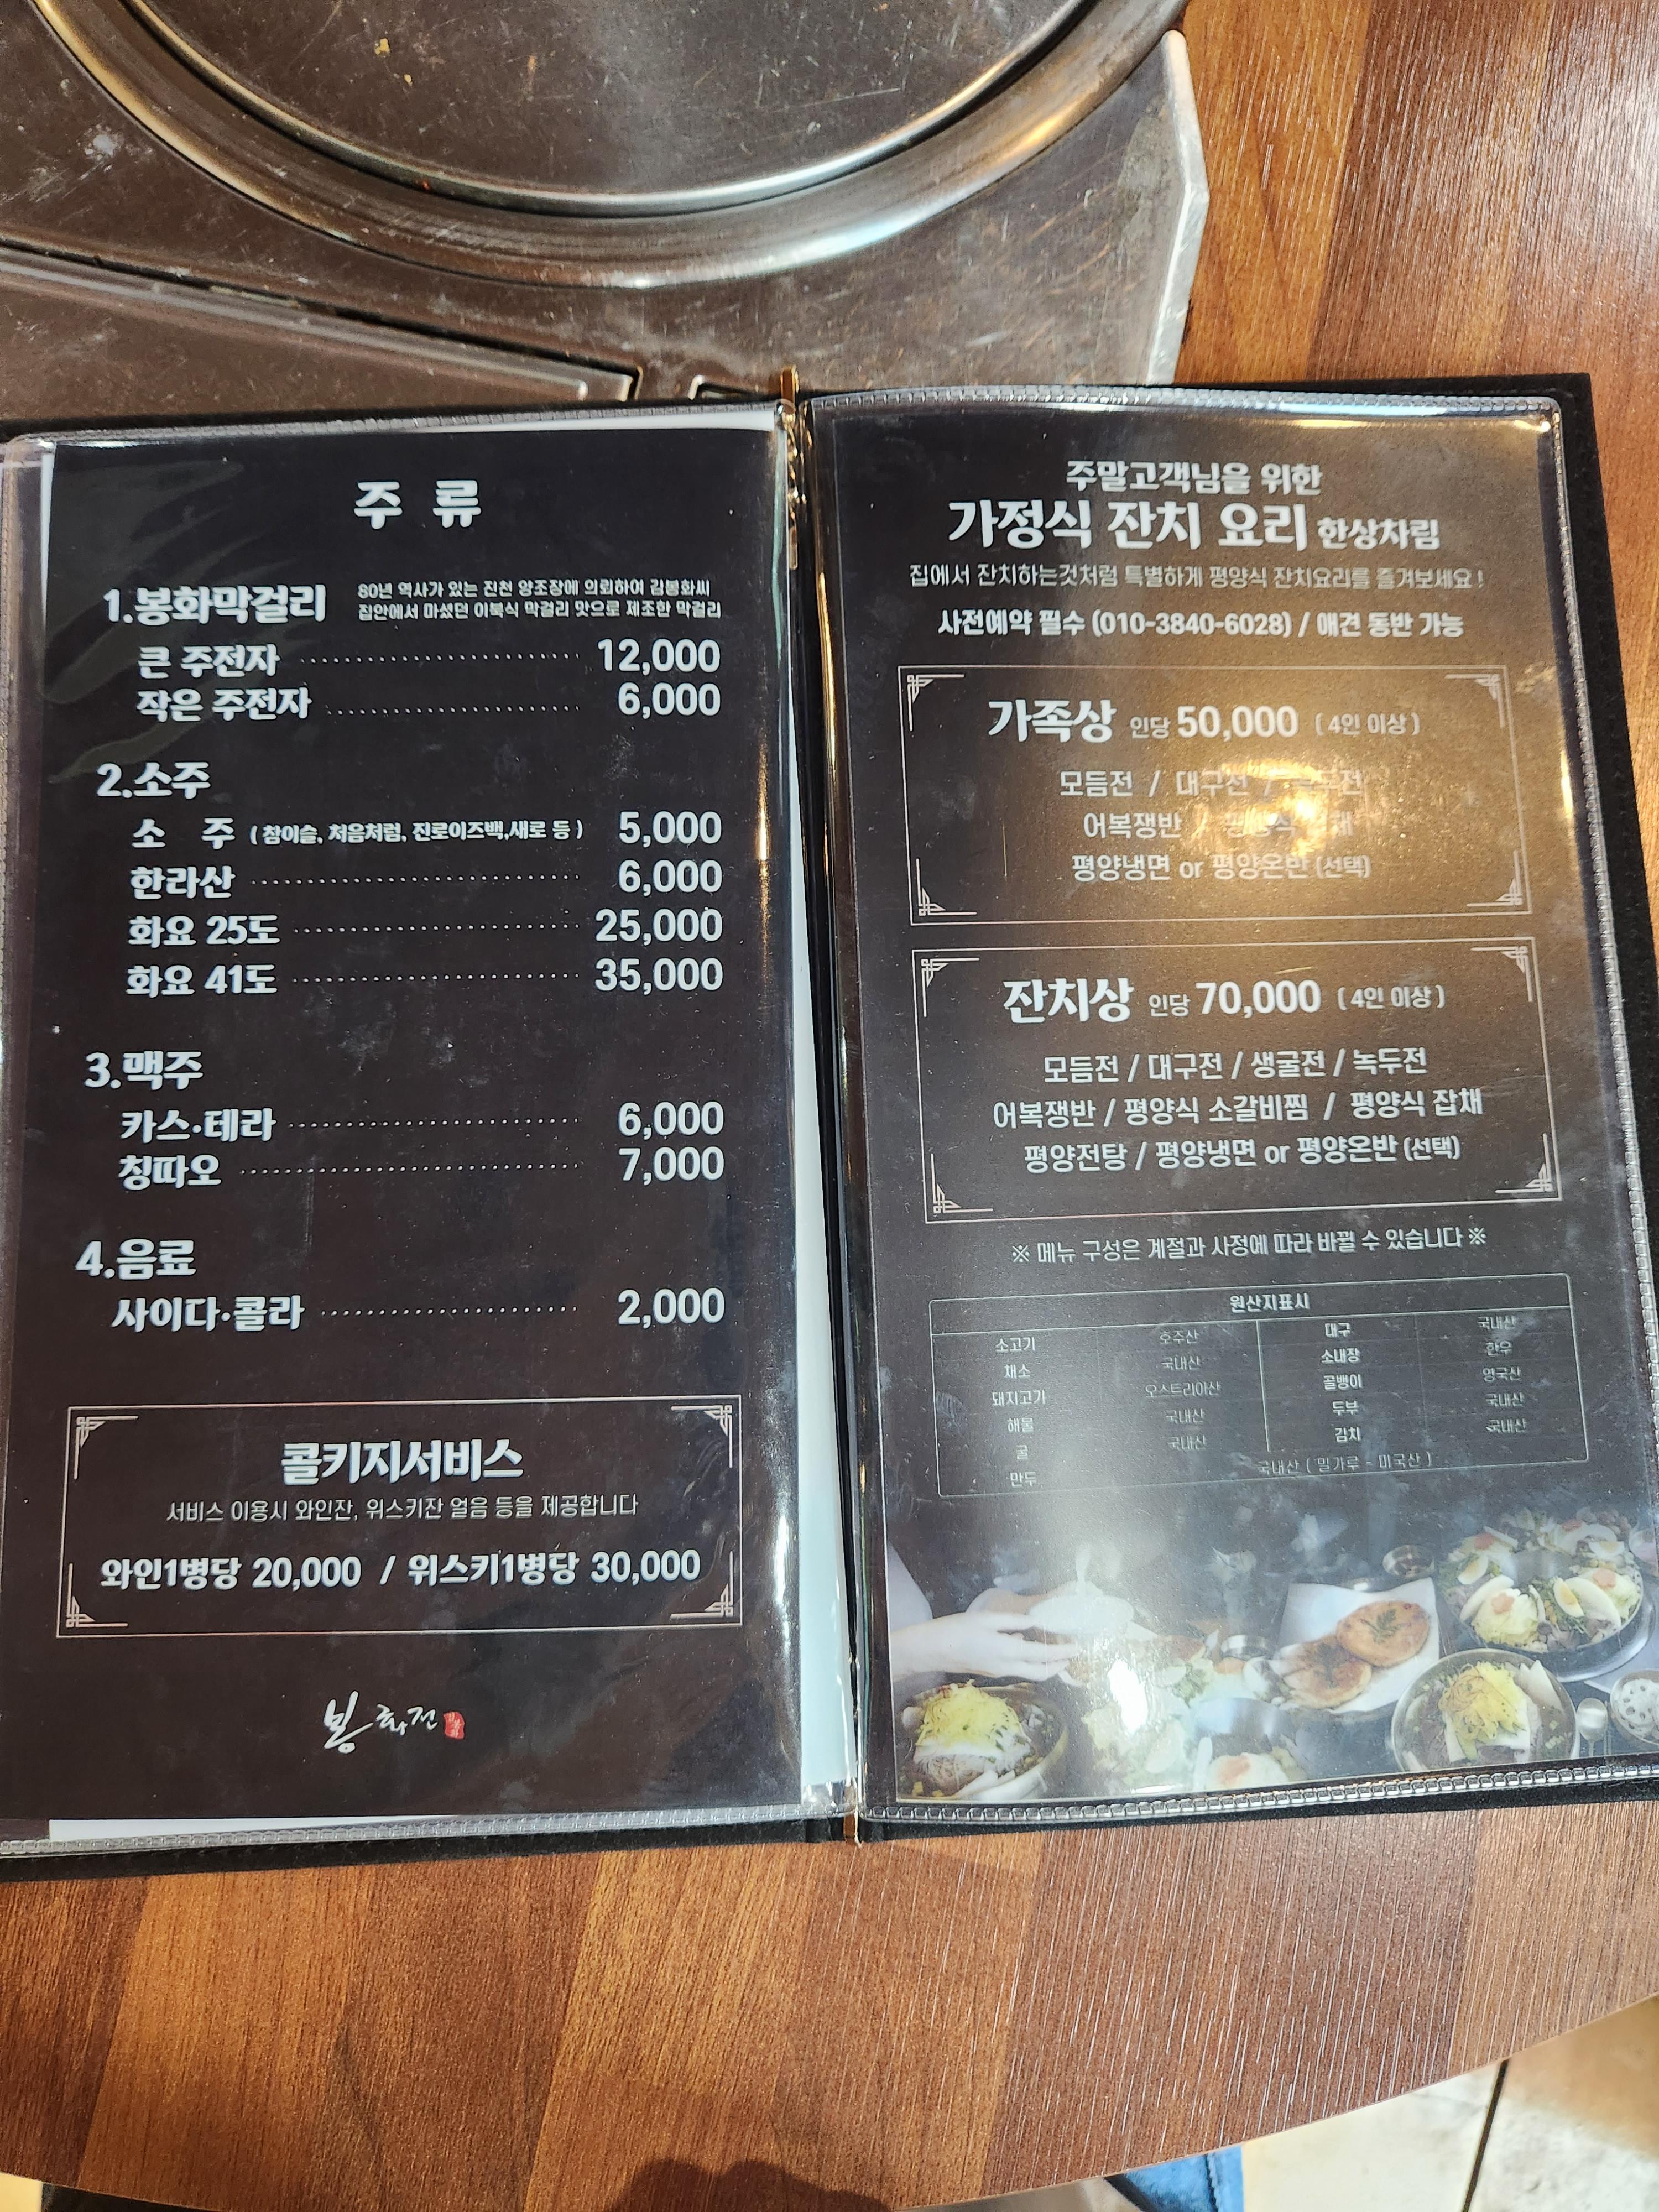 주 류
1.봉화막걸리
80년 역사가 있는 진천 양조장에 의뢰하여 김봉화씨
집안에서 마셨던 이북식 막걸리 맛으로 제조한 막걸리
큰 주전자 12,000
작은 주전자 6,000
2.소주
소 주 ( 참이슬, 처음처럼, 진로이즈백,새로 등 ) 5,000
한라산 6,000
화요 25도 25,000
화요 41도 35,000
3.맥주
카스·테라 6,000
칭따오 7,000
4.음료
사이다·콜라 2,000
콜키지서비스
서비스 이용시 와인잔, 위스키잔 얼음 등을 제공합니다
와인1병당 20,000 / 위스키1병당 30,000
봉화전
주말고객님을 위한
가정식 잔치 요리 한상차림
집에서 잔치하는것처럼 특별하게 평양식 잔치요리를 즐겨보세요 !
사전예약 필수 (010-3840-6028) / 애견 동반 가능
가족상 인당 50,000 ( 4인 이상 )
모듬전 / 대구전 / 녹두전
어복쟁반 / 평양식 잡채
평양냉면 or 평양온반 (선택)
잔치상 인당 70,000 ( 4인 이상 )
모듬전 / 대구전 / 생굴전 / 녹두전
어복쟁반 / 평양식 소갈비찜 / 평양식 잡채
평양전탕 / 평양냉면 or 평양온반 (선택)
※ 메뉴 구성은 계절과 사정에 따라 바뀔 수 있습니다 ※
원산지표시
소고기 호주산 대구 국내산
채소 국내산 소내장 한우
돼지고기 오스트리아산 골뱅이 영국산
해물 국내산 두부 국내산
굴 국내산 김치 국내산
만두 국내산 ( 밀가루 - 미국산 )